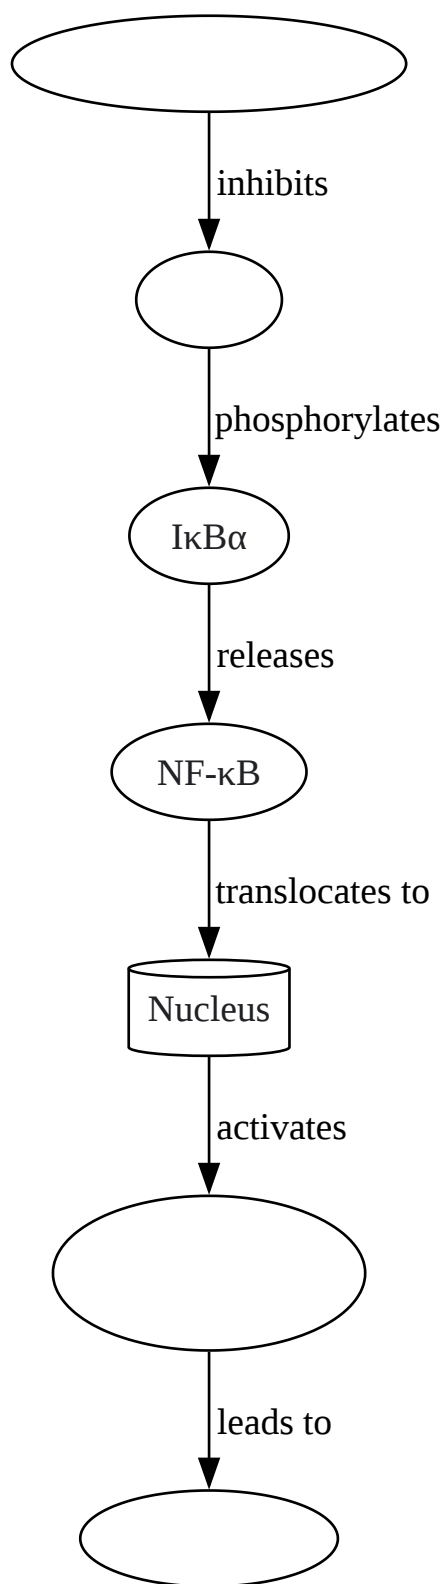 inhibits
phosphorylates
IκBα
releases
NF-κB
translocates to
Nucleus
activates
leads to